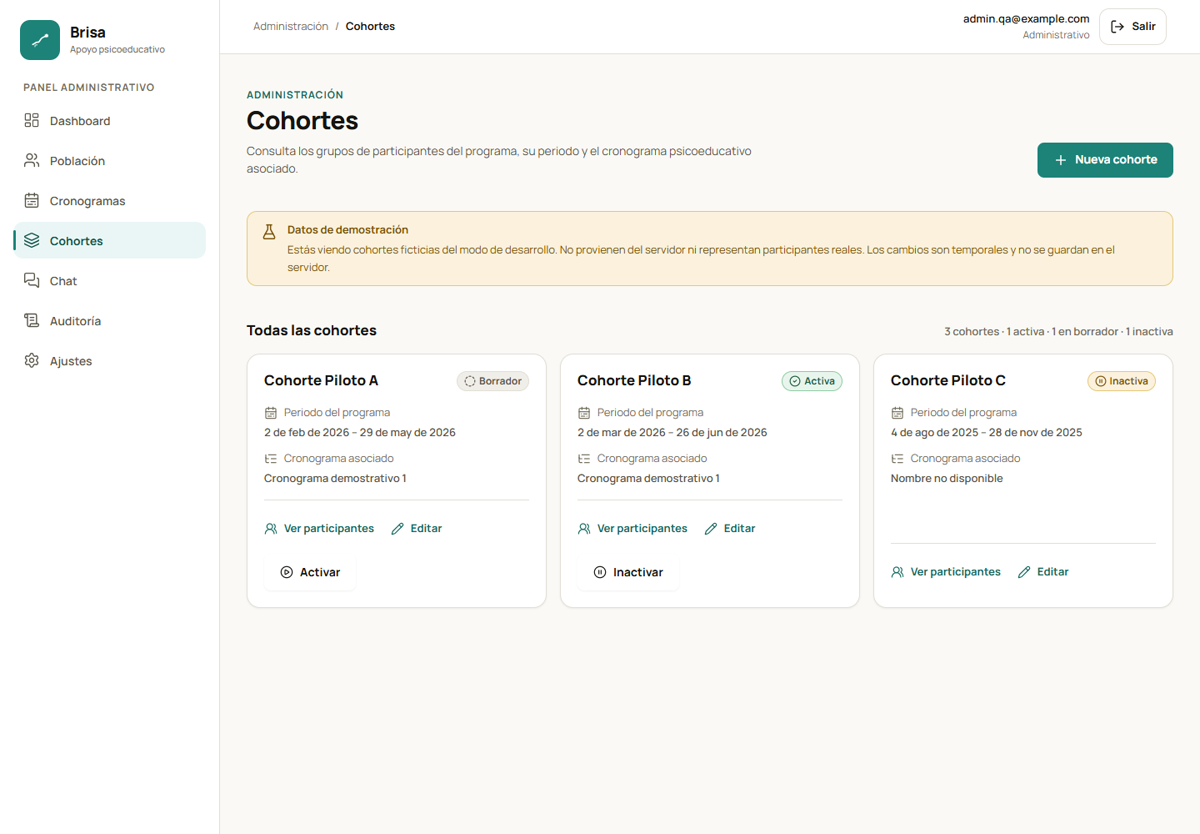 Brisa
Apoyo psicoeducativo
PANEL ADMINISTRATIVO
Dashboard
Población
Cronogramas
Cohortes
Chat
Auditoría
Ajustes
Administración / Cohortes
admin.qa@example.com
Administrativo
Salir
ADMINISTRACIÓN
Cohortes
Consulta los grupos de participantes del programa, su periodo y el cronograma psicoeducativo
asociado.
Nueva cohorte
Datos de demostración
Estás viendo cohortes ficticias del modo de desarrollo. No provienen del servidor ni representan participantes reales. Los cambios son temporales y no se guardan en el
servidor.
Todas las cohortes
3 cohortes · 1 activa · 1 en borrador · 1 inactiva
Cohorte Piloto A
Borrador
Periodo del programa
2 de feb de 2026 – 29 de may de 2026
Cronograma asociado
Cronograma demostrativo 1
Ver participantes
Editar
Activar
Cohorte Piloto B
Activa
Periodo del programa
2 de mar de 2026 – 26 de jun de 2026
Cronograma asociado
Cronograma demostrativo 1
Ver participantes
Editar
Inactivar
Cohorte Piloto C
Inactiva
Periodo del programa
4 de ago de 2025 – 28 de nov de 2025
Cronograma asociado
Nombre no disponible
Ver participantes
Editar